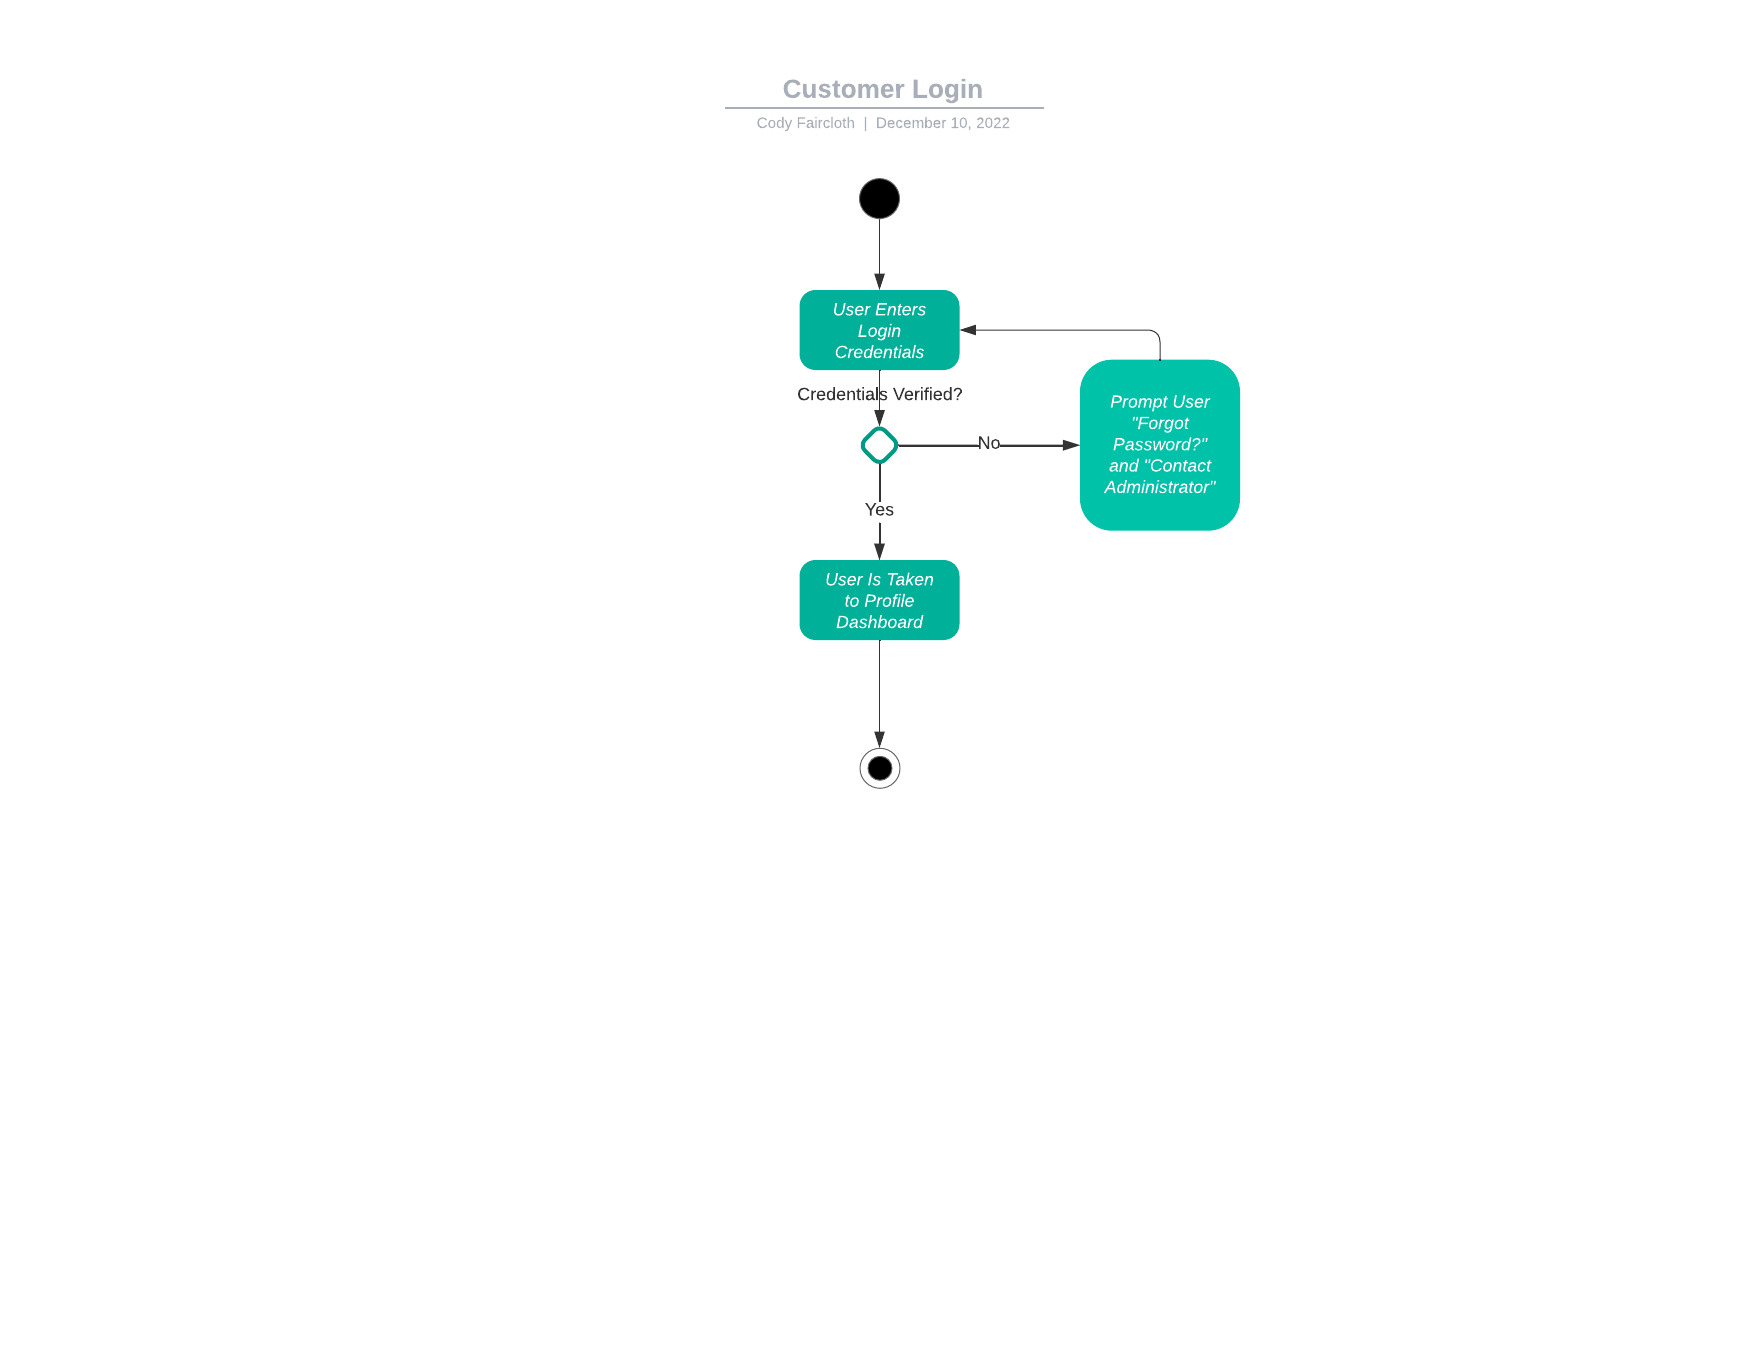 Customer Login
Cody Faircloth | December 10, 2022
User Enters
Login
Credentials
Credentials Verified?
No
Prompt User
"Forgot
Password?"
and "Contact
Administrator"
Yes
User Is Taken
to Profile
Dashboard